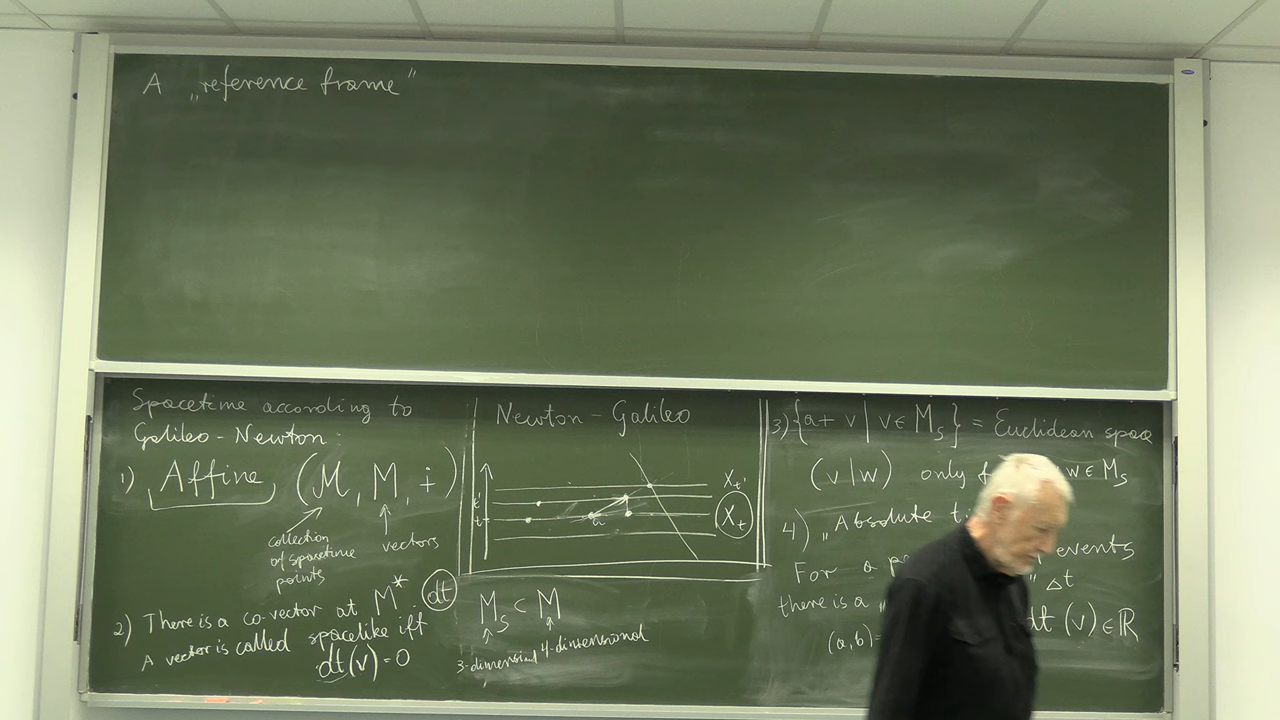 A „reference frame”
Spacetime according to
Galileo-Newton:
1) Affine (M, M, i)
collection
of spacetime
points
vectors
2) There is a co-vector at M* dt
A vector is called spacelike iff
dt(v)=0
Newton - Galileo
t'
t
a
X_t'
X_t
M_S ⊂ M
3-dimensional 4-dimensional
3) {a+v | v∈M_S} = Euclidean space
(v|w) only w∈M_S
4) „Absolute
For a events
there is a „ " Δt
(a,b)= dt(v)∈ℝ